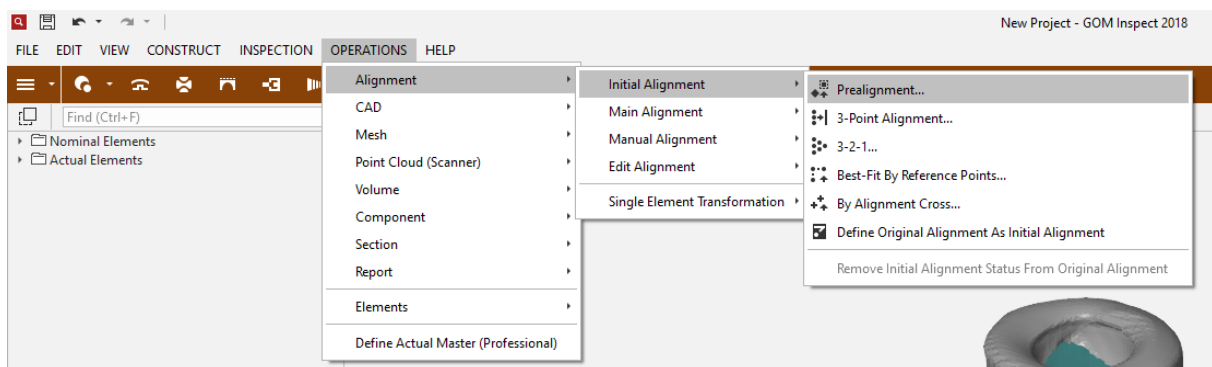 New Project - GOM Inspect 2018
FILE EDIT VIEW CONSTRUCT INSPECTION OPERATIONS HELP
Find (Ctrl+F)
Nominal Elements
Actual Elements
Alignment
CAD
Mesh
Point Cloud (Scanner)
Volume
Component
Section
Report
Elements
Define Actual Master (Professional)
Initial Alignment
Main Alignment
Manual Alignment
Edit Alignment
Single Element Transformation
Prealignment...
3-Point Alignment...
3-2-1...
Best-Fit By Reference Points...
By Alignment Cross...
Define Original Alignment As Initial Alignment
Remove Initial Alignment Status From Original Alignment